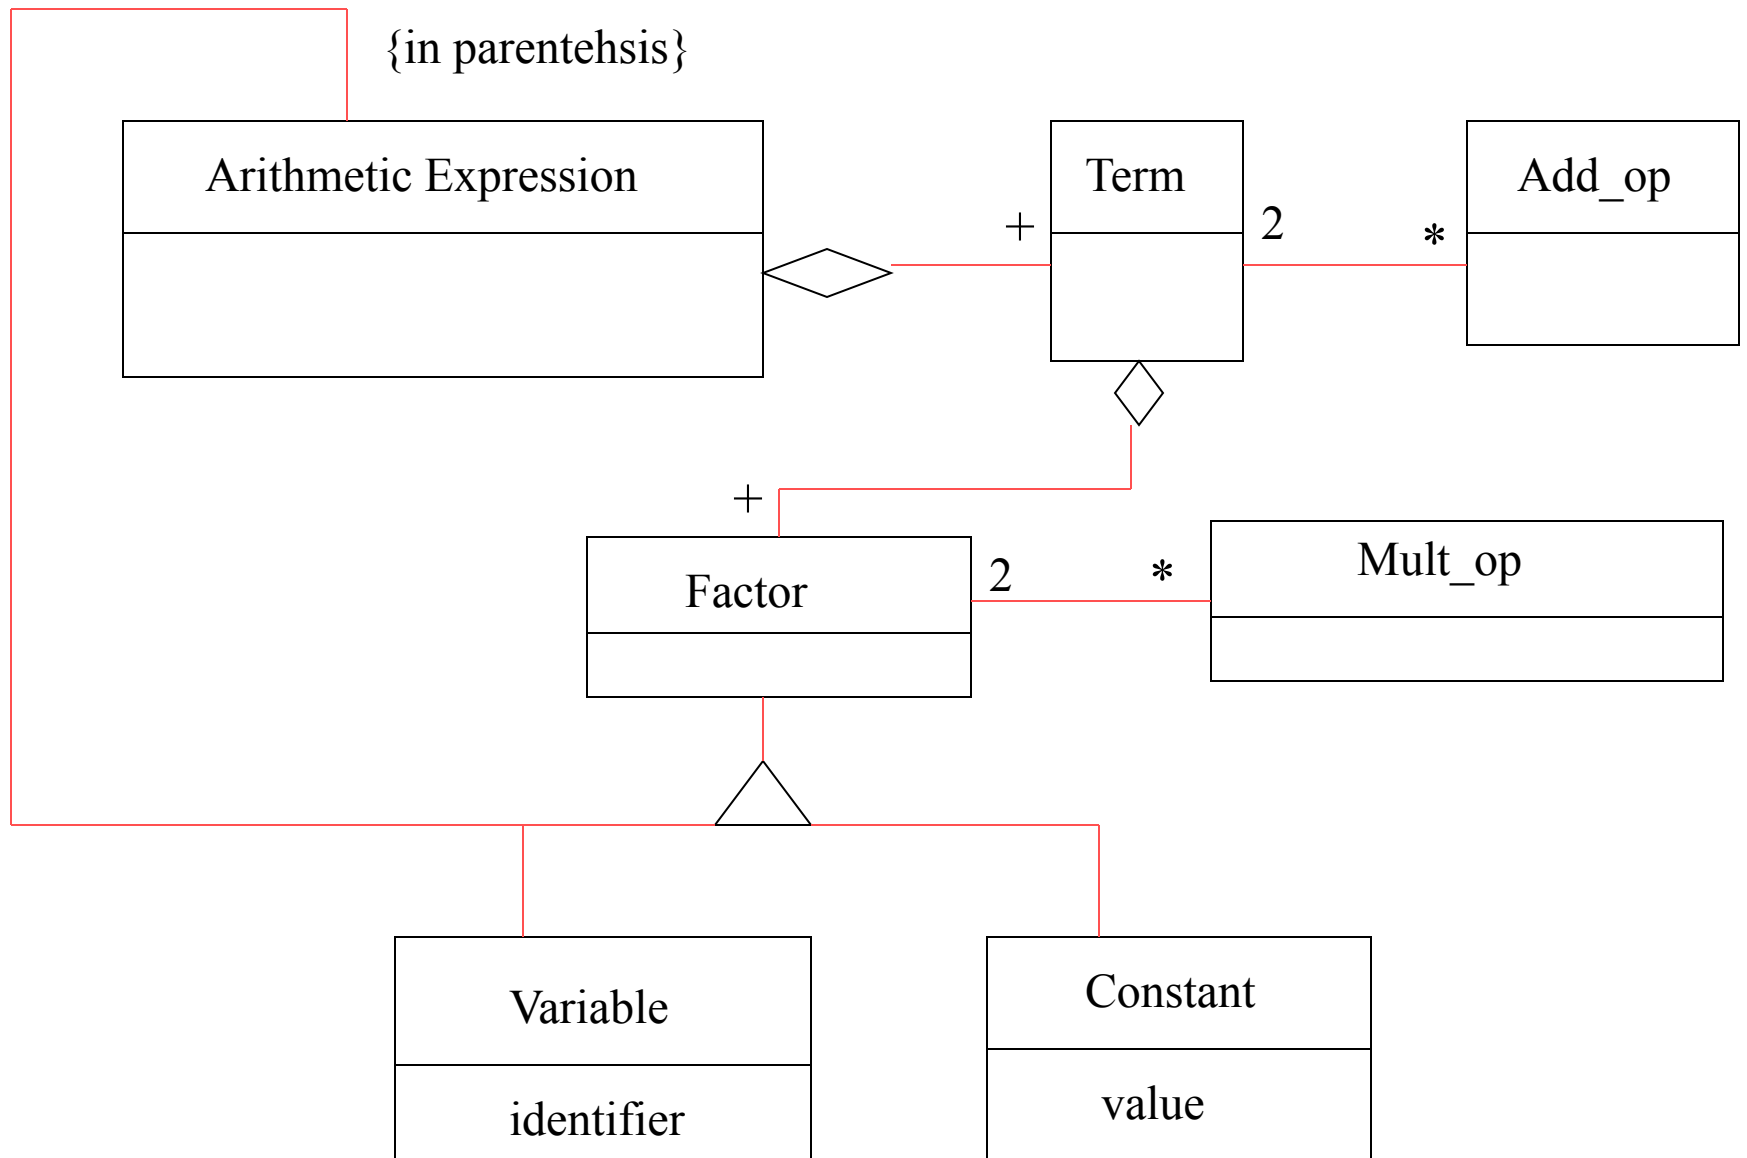 {in parentehsis}
Arithmetic Expression
Term
Add_op
+
2
*
+
Factor
2
*
Mult_op
Variable
Constant
identifier
value